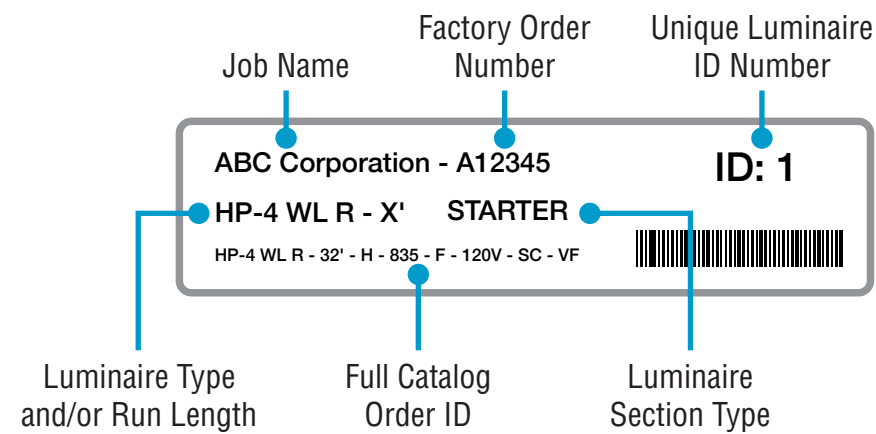 Factory Order
Number
Unique Luminaire
ID Number
Job Name
ABC Corporation - A12345
ID: 1
HP-4 WL R - X'
STARTER
HP-4 WL R - 32' - H - 835 - F - 120V - SC - VF
Luminaire Type
and/or Run Length
Full Catalog
Order ID
Luminaire
Section Type